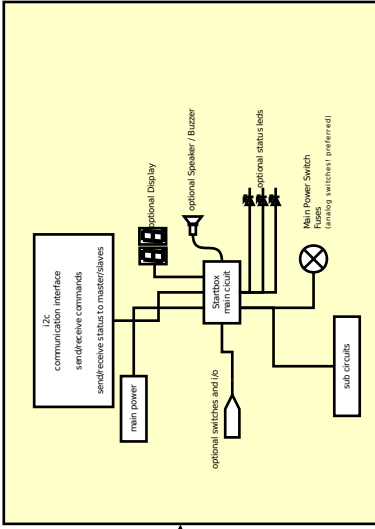 i2c
communication interface
send/receive commands
send/receive status to master/slaves
main power
optional Display
optional Speaker / Buzzer
optional status leds
Main Power Switch
Fuses
(analog switches! preferred)
Startbox
main cicuit
optional switches and i/o
sub circuits